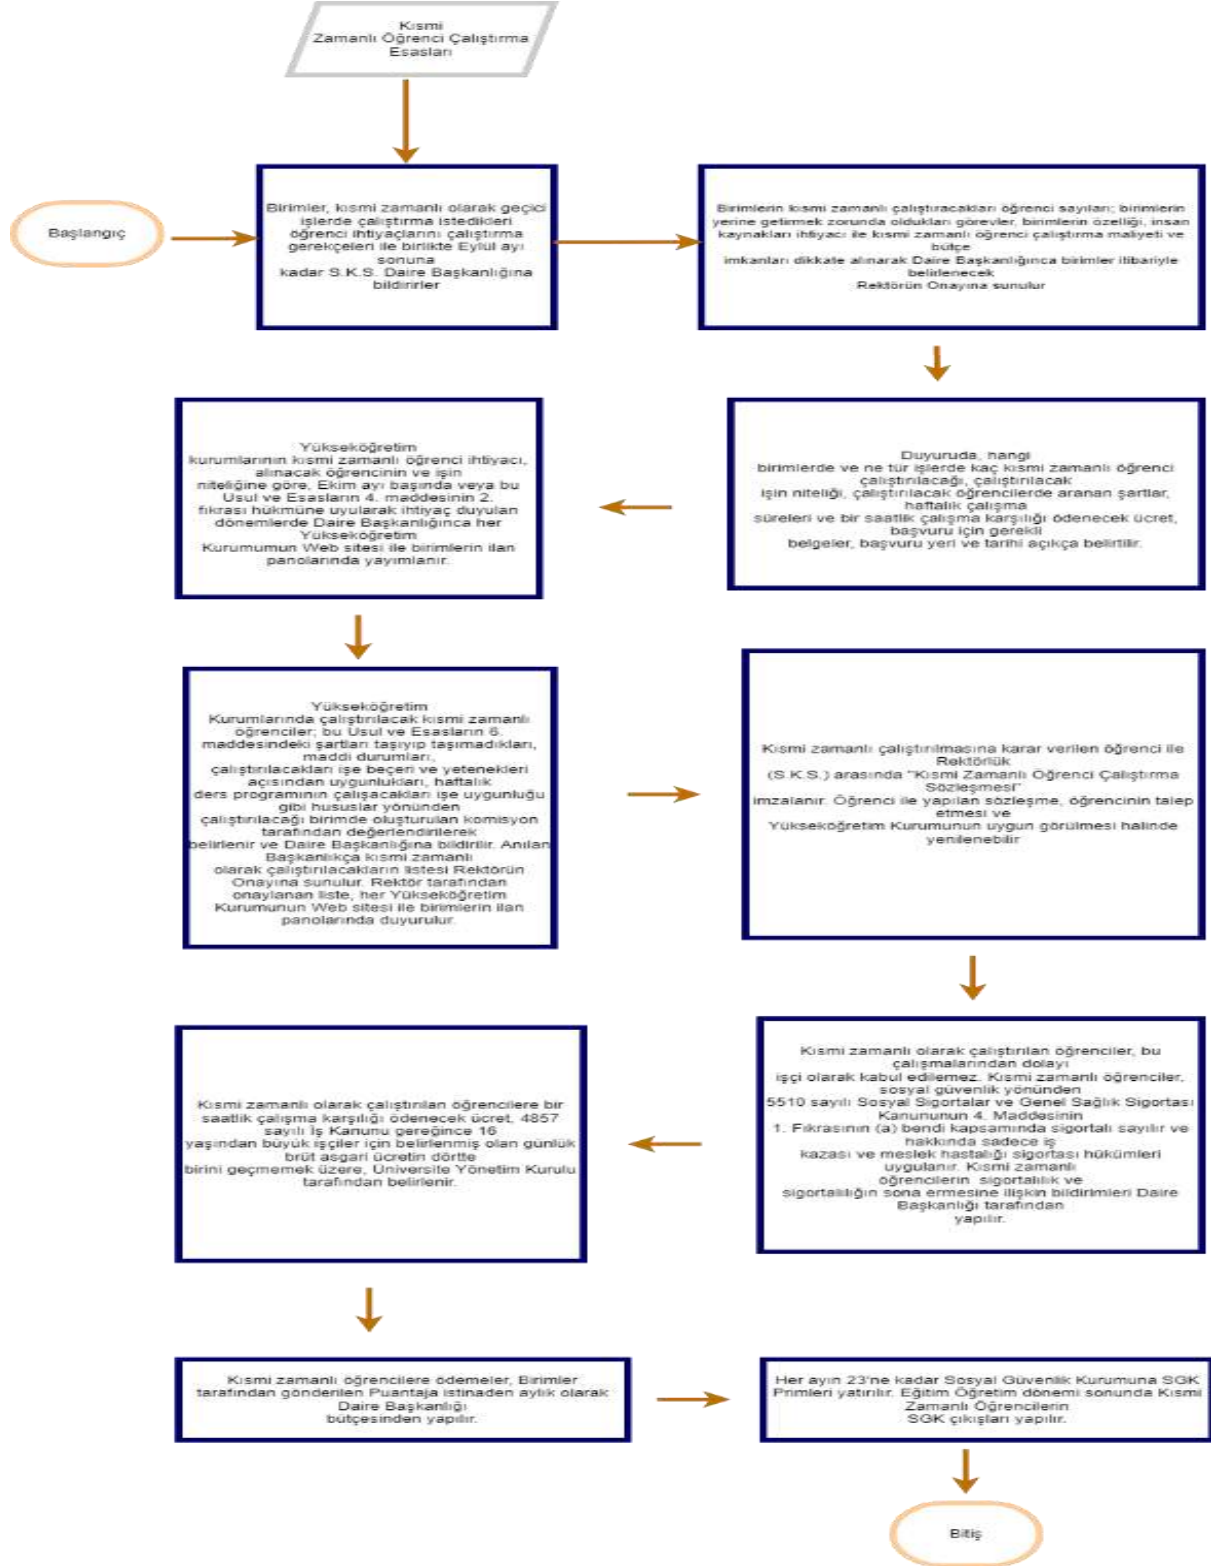 Kısmi
Zamanlı Öğrenci Çalıştırma
Esasları
Başlangıç
Birimler, kısmi zamanlı olarak geçici
işlerde çalıştırma istedikleri
öğrenci ihtiyaçlarını çalıştırma
gerekçeleri ile birlikte Eylül ayı
sonuna
kadar S.K.S. Daire Başkanlığına
bildirirler
Birimlerin kısmi zamanlı çalıştıracakları öğrenci sayıları; birimlerin
yerine getirmek zorunda oldukları görevler, birimlerin özelliği, insan
kaynakları ihtiyacı ile kısmi zamanlı öğrenci çalıştırma maliyeti ve
bütçe
imkanları dikkate alınarak Daire Başkanlığınca birimler itibariyle
belirlenecek
Rektörün Onayına sunulur
Duyuruda, hangi
birimlerde ve ne tür işlerde kaç kısmi zamanlı öğrenci
çalıştırılacağı, çalıştırılacak
işin niteliği, çalıştırılacak öğrencilerde aranan şartlar,
haftalık çalışma
süreleri ve bir saatlik çalışma karşılığı ödenecek ücret,
başvuru için gerekli
belgeler, başvuru yeri ve tarihi açıkça belirtilir.
Yükseköğretim
kurumlarının kısmi zamanlı öğrenci ihtiyacı,
alınacak öğrencinin ve işin
niteliğine göre, Ekim ayı başında veya bu
Usul ve Esasların 4. maddesinin 2.
fıkrası hükmüne uyularak ihtiyaç duyulan
dönemlerde Daire Başkanlığınca her
Yükseköğretim
Kurumumun Web sitesi ile birimlerin ilan
panolarında yayımlanır.
Yükseköğretim
Kurumlarında çalıştırılacak kısmi zamanlı
öğrenciler; bu Usul ve Esasların 6.
maddesindeki şartları taşıyıp taşımadıkları,
maddi durumları,
çalıştırılacakları işe beceri ve yetenekleri
açısından uygunlukları, haftalık
ders programının çalışacakları işe uygunluğu
gibi hususlar yönünden
çalıştırılacağı birimde oluşturulan komisyon
tarafından değerlendirilerek
belirlenir ve Daire Başkanlığına bildirilir. Anılan
Başkanlıkça kısmi zamanlı
olarak çalıştırılacakların listesi Rektörün
Onayına sunulur. Rektör tarafından
onaylanan liste, her Yükseköğretim
Kurumunun Web sitesi ile birimlerin ilan
panolarında duyurulur.
Kısmi zamanlı çalıştırılmasına karar verilen öğrenci ile
Rektörlük
(S.K.S.) arasında "Kısmi Zamanlı Öğrenci Çalıştırma
Sözleşmesi"
imzalanır. Öğrenci ile yapılan sözleşme, öğrencinin talep
etmesi ve
Yükseköğretim Kurumunun uygun görülmesi halinde
yenilenebilir
Kısmi zamanlı olarak çalıştırılan öğrenciler, bu
çalışmalarından dolayı
işçi olarak kabul edilemez. Kısmi zamanlı öğrenciler,
sosyal güvenlik yönünden
5510 sayılı Sosyal Sigortalar ve Genel Sağlık Sigortası
Kanununun 4. Maddesinin
1. Fıkrasının (a) bendi kapsamında sigortalı sayılır ve
hakkında sadece iş
kazası ve meslek hastalığı sigortası hükümleri
uygulanır. Kısmi zamanlı
öğrencilerin sigortalılık ve
sigortalılığın sona ermesine ilişkin bildirimleri Daire
Başkanlığı tarafından
yapılır.
Kısmi zamanlı olarak çalıştırılan öğrencilere bir
saatlik çalışma karşılığı ödenecek ücret, 4857
sayılı İş Kanunu gereğince 16
yaşından büyük işçiler için belirlenmiş olan günlük
brüt asgari ücretin dörtte
birini geçmemek üzere, Üniversite Yönetim Kurulu
tarafından belirlenir.
Kısmi zamanlı öğrencilere ödemeler, Birimler
tarafından gönderilen Puantaja istinaden aylık olarak
Daire Başkanlığı
bütçesinden yapılır.
Her ayın 23'ne kadar Sosyal Güvenlik Kurumuna SGK
Primleri yatırılır. Eğitim Öğretim dönemi sonunda Kısmi
Zamanlı Öğrencilerin
SGK çıkışları yapılır.
Bitiş